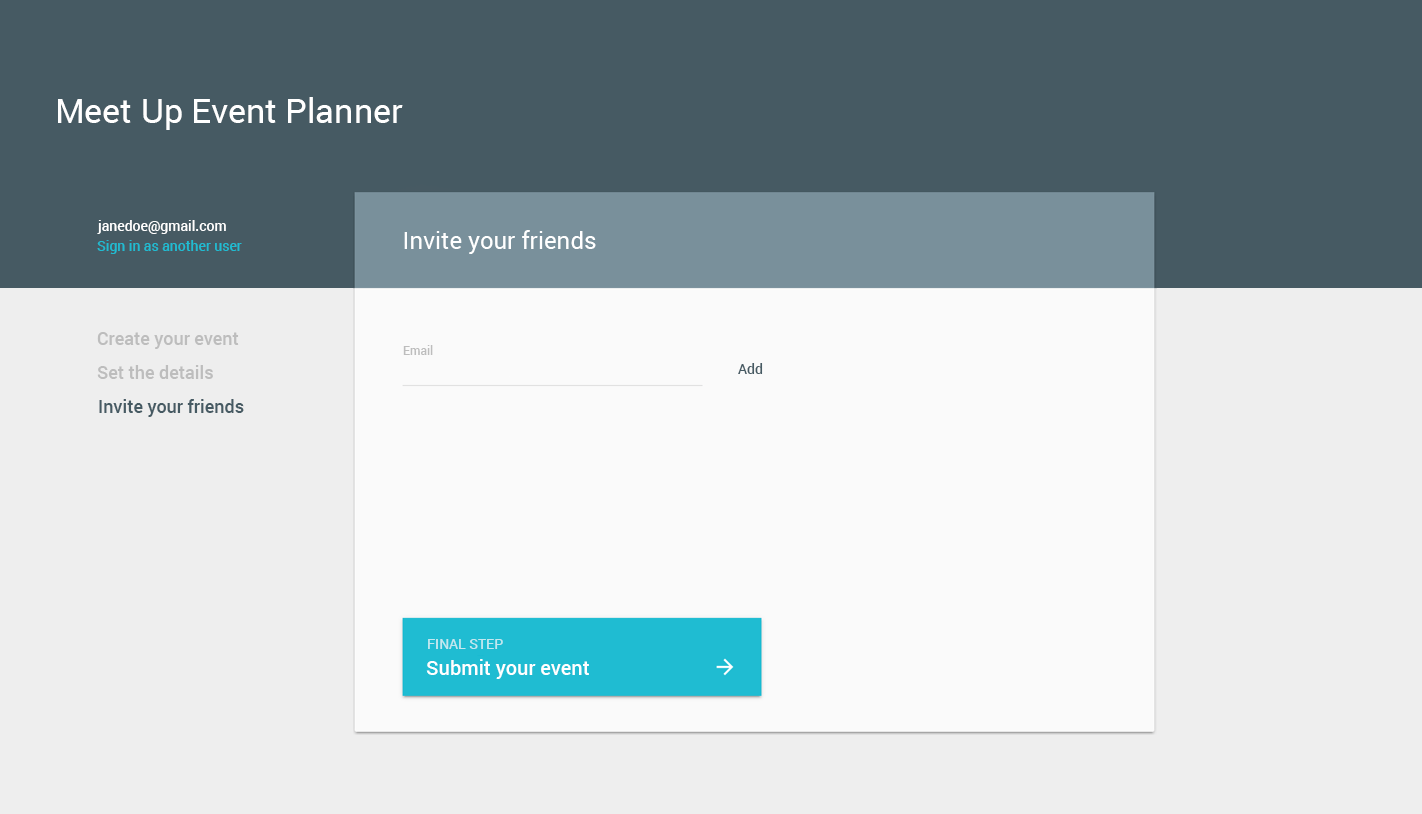 Meet Up Event Planner
janedoe@gmail.com
Sign in as another user
Create your event
Set the details
Invite your friends
Invite your friends
Email
Add
FINAL STEP
Submit your event